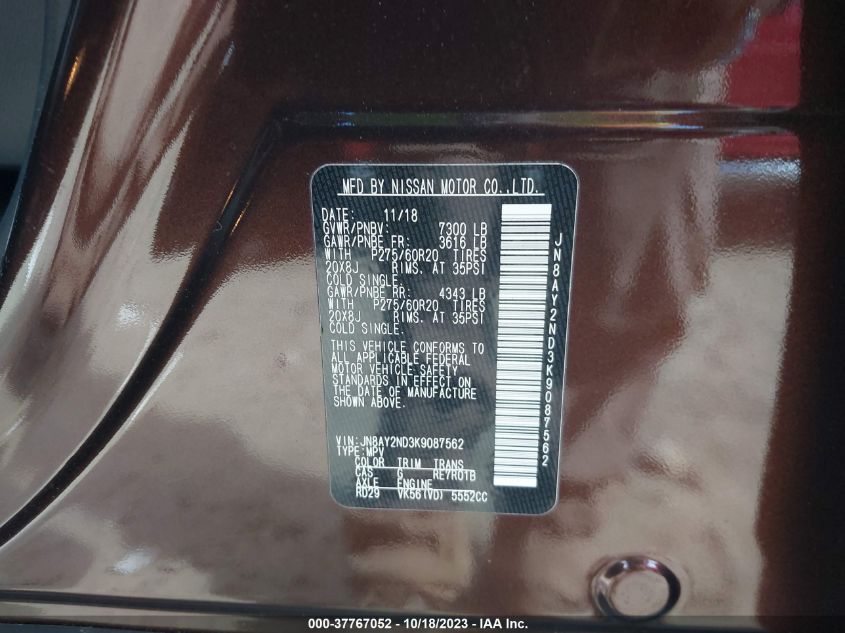 MFD BY NISSAN MOTOR CO.,LTD.
DATE: 11/18
GVWR/PNBV: 7300 LB
GAWR/PNBE FR: 3616 LB
WITH P275/60R20 TIRES
20X8J RIMS. AT 35PSI
COLD SINGLE.
GAWR/PNBE RR: 4343 LB
WITH P275/60R20 TIRES
20X8J RIMS. AT 35PSI
COLD SINGLE.
THIS VEHICLE CONFORMS TO
ALL APPLICABLE FEDERAL
MOTOR VEHICLE SAFETY
STANDARDS IN EFFECT ON
THE DATE OF MANUFACTURE
SHOWN ABOVE.
VIN:JN8AY2ND3K9087562
TYPE:MPV
COLOR TRIM TRANS
CAS G RE7R01B
AXLE ENGINE
RD29 VK56(VD) 5552CC
JN8AY2ND3K9087562
000-37767052 - 10/18/2023 - IAA Inc.